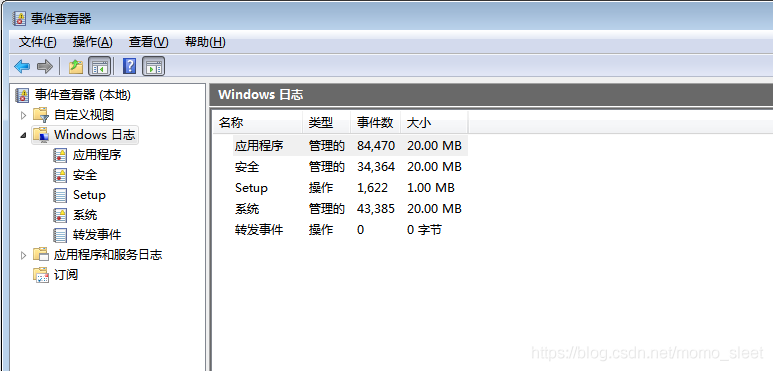 事件查看器
文件(F) 操作(A) 查看(V) 帮助(H)
事件查看器 (本地)
自定义视图
Windows 日志
应用程序
安全
Setup
系统
转发事件
应用程序和服务日志
订阅
Windows 日志
名称 类型 事件数 大小
应用程序 管理的 84,470 20.00 MB
安全 管理的 34,364 20.00 MB
Setup 操作 1,622 1.00 MB
系统 管理的 43,385 20.00 MB
转发事件 操作 0 0 字节
https://blog.csdn.net/momo_sleet